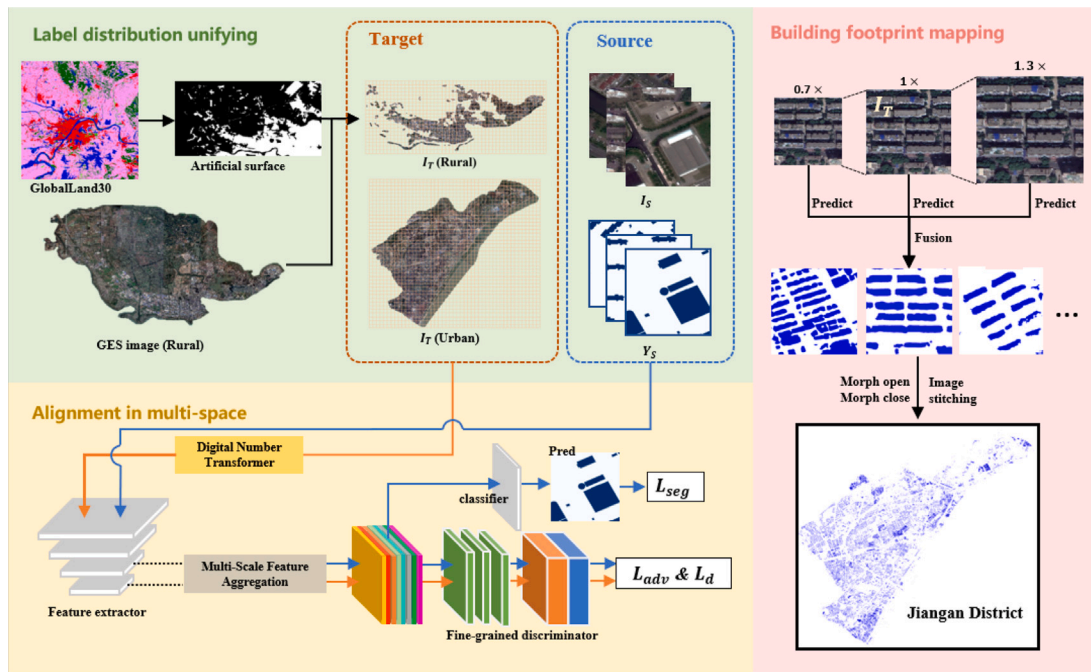 Label distribution unifying
GlobalLand30
Artificial surface
GES image (Rural)
Target
I_T (Rural)
I_T (Urban)
Source
I_S
Y_S
Building footprint mapping
0.7 ×
1 ×
1.3 ×
I_T
Predict
Predict
Predict
Fusion
...
Morph open
Morph close
Image
stitching
Jiangan District
Alignment in multi-space
Digital Number
Transformer
Feature extractor
Multi-Scale Feature
Aggregation
classifier
Pred
L_seg
Fine-grained discriminator
L_adv & L_d